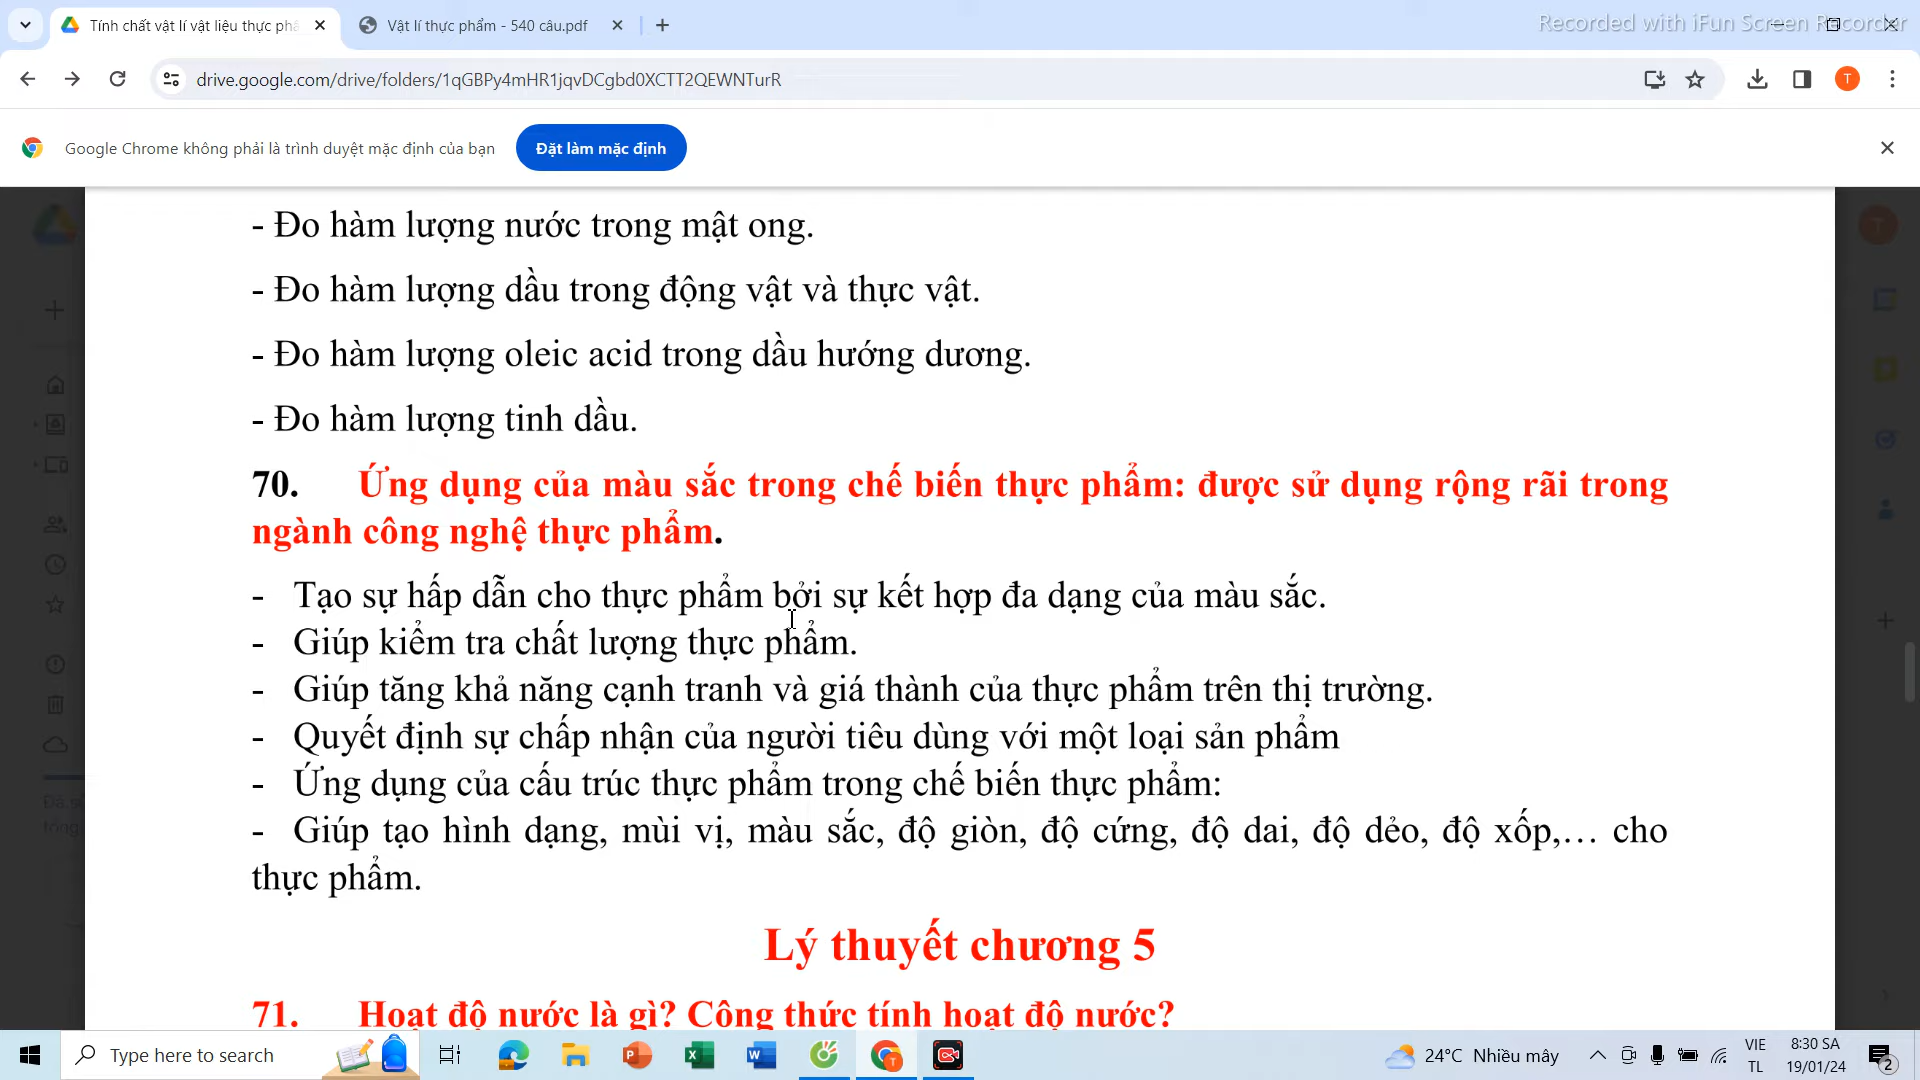 Tính chất vật lí vật liệu thực phẩ
Vật lí thực phẩm - 540 câu.pdf
Recorded with iFun Screen Recorder
drive.google.com/drive/folders/1qGBPy4mHR1jqvDCgbd0XCTT2QEWNTurR
T
Google Chrome không phải là trình duyệt mặc định của bạn
Đặt làm mặc định
- Đo hàm lượng nước trong mật ong.
- Đo hàm lượng dầu trong động vật và thực vật.
- Đo hàm lượng oleic acid trong dầu hướng dương.
- Đo hàm lượng tinh dầu.
70. Ứng dụng của màu sắc trong chế biến thực phẩm: được sử dụng rộng rãi trong
ngành công nghệ thực phẩm.
- Tạo sự hấp dẫn cho thực phẩm bởi sự kết hợp đa dạng của màu sắc.
- Giúp kiểm tra chất lượng thực phẩm.
- Giúp tăng khả năng cạnh tranh và giá thành của thực phẩm trên thị trường.
- Quyết định sự chấp nhận của người tiêu dùng với một loại sản phẩm
- Ứng dụng của cấu trúc thực phẩm trong chế biến thực phẩm:
- Giúp tạo hình dạng, mùi vị, màu sắc, độ giòn, độ cứng, độ dai, độ dẻo, độ xốp,… cho
thực phẩm.
Lý thuyết chương 5
71. Hoạt độ nước là gì? Công thức tính hoạt độ nước?
Type here to search
24°C Nhiều mây
VIE
TL
8:30 SA
19/01/24
2